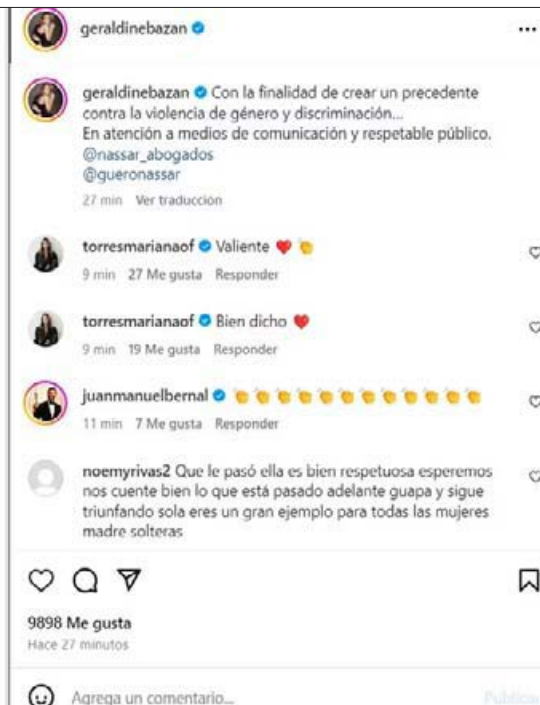 geraldinebazan
geraldinebazan Con la finalidad de crear un precedente
contra la violencia de género y discriminación...
En atención a medios de comunicación y respetable público.
@nassar_abogados
@gueronassar
27 min Ver traducción
torresmarianaof Valiente ❤️ 👏
9 min 27 Me gusta Responder
torresmarianaof Bien dicho ❤️
9 min 19 Me gusta Responder
juanmanuelbernal 👏👏👏👏👏👏👏👏👏👏👏👏
11 min 7 Me gusta Responder
noemyrivas2 Que le pasó ella es bien respetuosa esperemos
nos cuente bien lo que está pasado adelante guapa y sigue
triunfando sola eres un gran ejemplo para todas las mujeres
madre solteras
9898 Me gusta
Hace 27 minutos
Agrega un comentario... Publicar